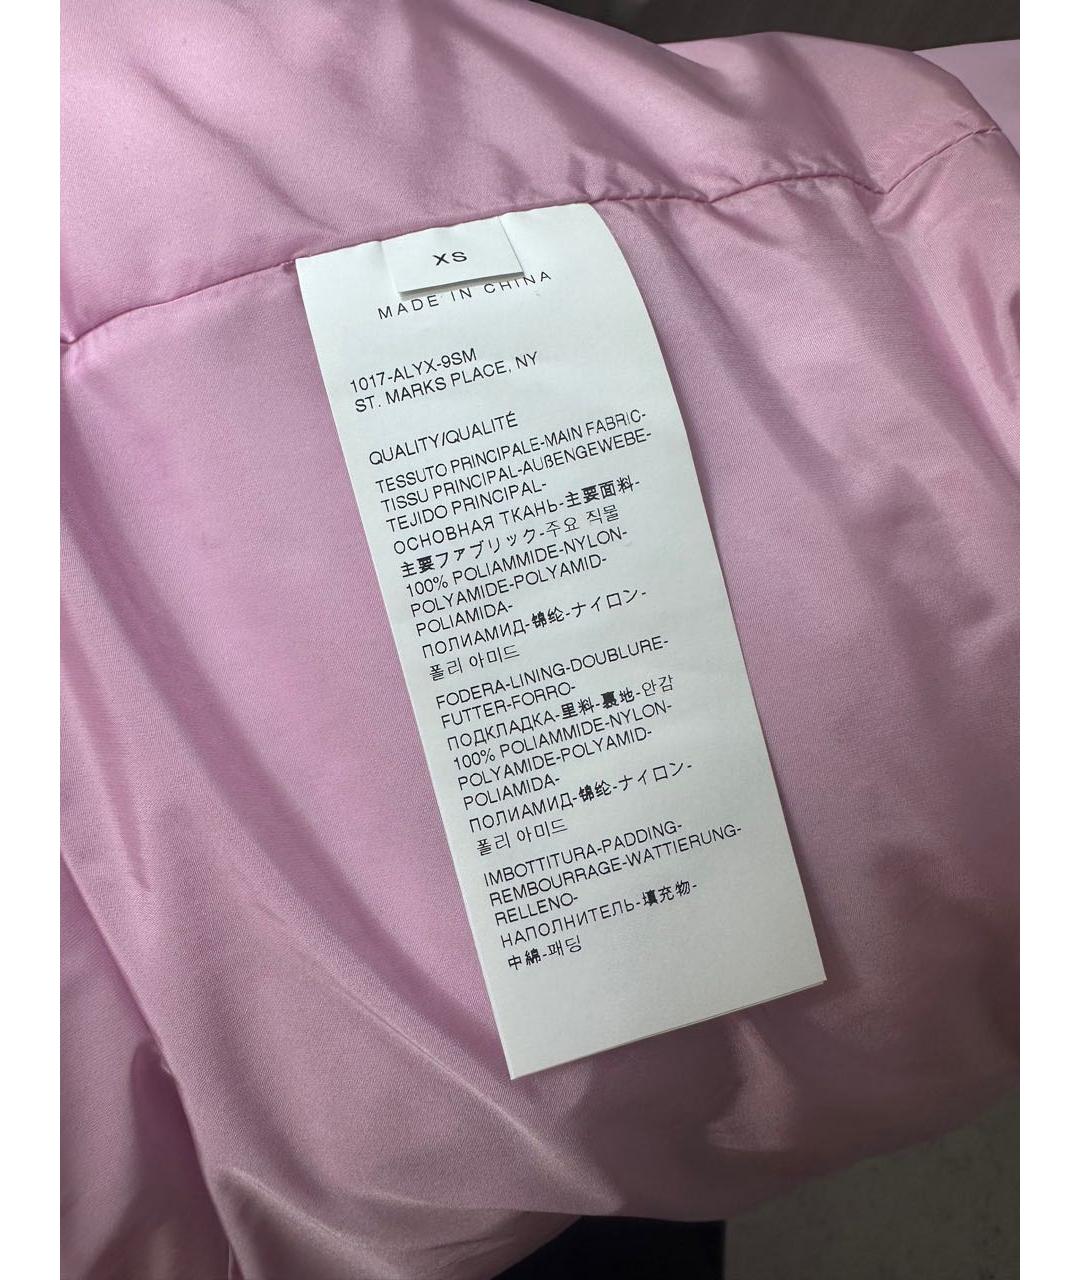 XS
MADE IN CHINA
1017-ALYX-9SM
ST. MARKS PLACE, NY
QUALITY/QUALITÉ
TESSUTO PRINCIPALE-MAIN FABRIC-
TISSU PRINCIPAL-AUßENGEWEBE-
TEJIDO PRINCIPAL-
ОСНОВНАЯ ТКАНЬ-主要面料-
主要ファブリック-주요 직물
100% POLIAMMIDE-NYLON-
POLYAMIDE-POLYAMID-
POLIAMIDA-
ПОЛИАМИД-锦纶-ナイロン-
폴리 아미드
FODERA-LINING-DOUBLURE-
FUTTER-FORRO-
ПОДКЛАДКА-里料-裏地-안감
100% POLIAMMIDE-NYLON-
POLYAMIDE-POLYAMID-
POLIAMIDA-
ПОЛИАМИД-锦纶-ナイロン-
폴리 아미드
IMBOTTITURA-PADDING-
REMBOURRAGE-WATTIERUNG-
RELLENO-
НАПОЛНИТЕЛЬ-填充物-
中綿-패딩